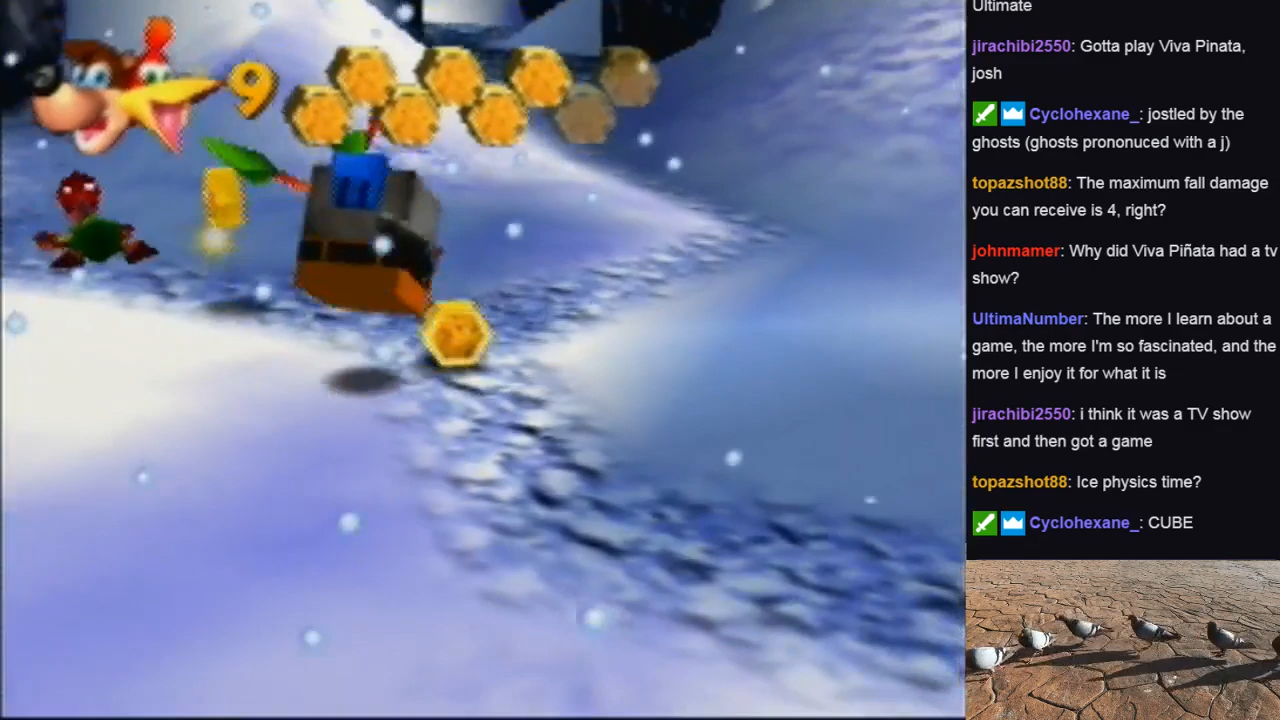 9
Ultimate
jirachibi2550: Gotta play Viva Pinata,
josh
Cyclohexane_: jostled by the
ghosts (ghosts prononuced with a j)
topazshot88: The maximum fall damage
you can receive is 4, right?
johnmamer: Why did Viva Piñata had a tv
show?
UltimaNumber: The more I learn about a
game, the more I'm so fascinated, and the
more I enjoy it for what it is
jirachibi2550: i think it was a TV show
first and then got a game
topazshot88: Ice physics time?
Cyclohexane_: CUBE